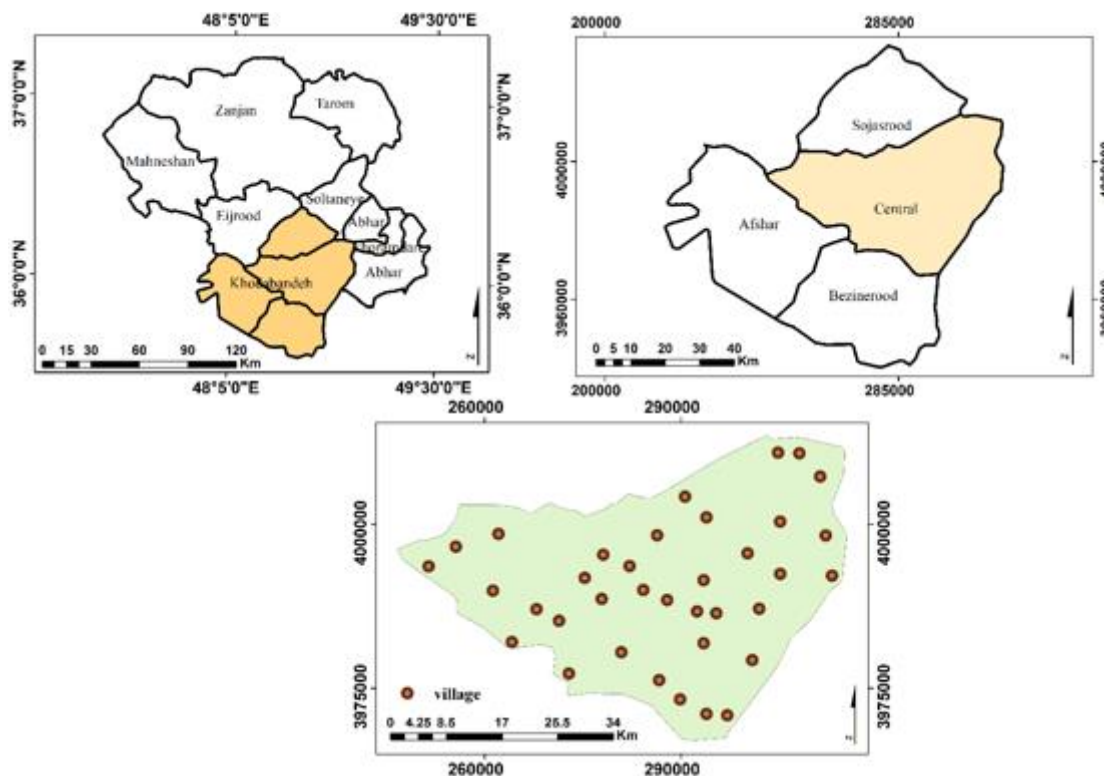 48°5'0"E 49°30'0"E
37°0'0"N 37°0'0"N
36°0'0"N 36°0'0"N
Zanjan
Tarom
Mahneshan
Soltaneye
Eijrood
Abhar
Khodabandeh
Abhar
0 15 30 60 90 120
Km
48°5'0"E 49°30'0"E
200000 285000
4000000
3960000
Sojasrood
Central
Afshar
Bezinerood
0 5 10 20 30 40
Km
200000 285000
260000 290000
4000000 4000000
3975000 3975000
village
0 4.25 8.5 17 25.5 34
Km
260000 290000